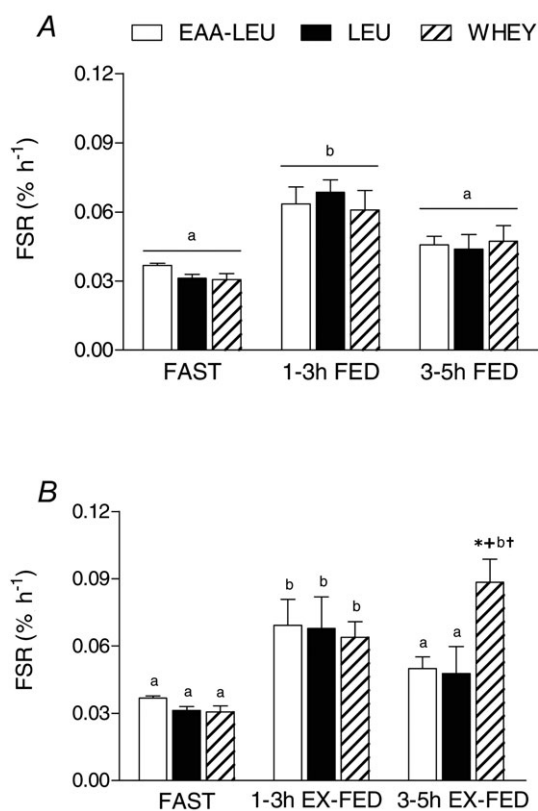 A EAA-LEU LEU WHEY
0.12
0.09
0.06
0.03
0.00
FSR (% h⁻¹)
a
b
a
FAST 1-3h FED 3-5h FED
B
0.12
0.09
0.06
0.03
0.00
FSR (% h⁻¹)
a a a
b b b
a a *+b†
FAST 1-3h EX-FED 3-5h EX-FED